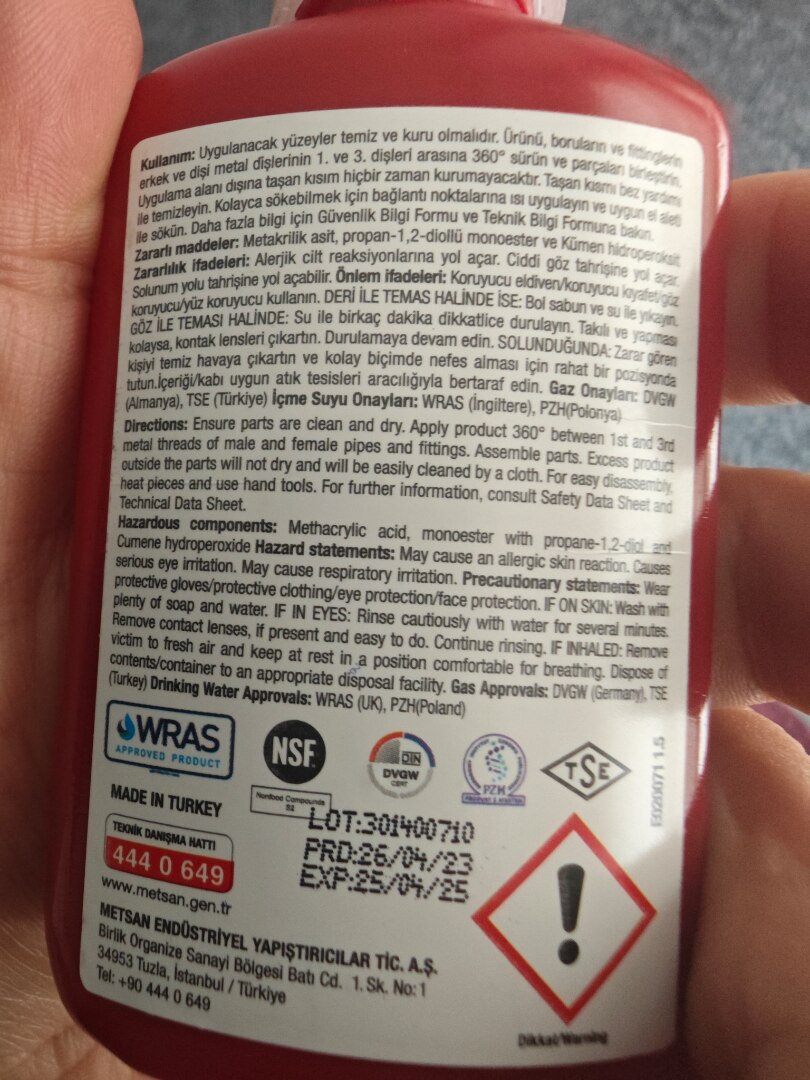 Kullanım: Uygulanacak yüzeyler temiz ve kuru olmalıdır. Ürünü, boruların ve fittinglerin
erkek ve dişi metal dişlerinin 1. ve 3. dişleri arasına 360° sürün ve parçaları birleştirin.
Uygulama alanı dışına taşan kısım hiçbir zaman kurumayacaktır. Taşan kısmı bez yardımı
ile temizleyin. Kolayca sökebilmek için bağlantı noktalarına ısı uygulayın ve uygun el aleti
ile sökün. Daha fazla bilgi için Güvenlik Bilgi Formu ve Teknik Bilgi Formuna bakın.
Zararlı maddeler: Metakrilik asit, propan-1,2-diollü monoester ve Kümen hidroperoksit
Zararlılık ifadeleri: Alerjik cilt reaksiyonlarına yol açar. Ciddi göz tahrişine yol açar.
Solunum yolu tahrişine yol açabilir. Önlem ifadeleri: Koruyucu eldiven/koruyucu kıyafet/göz
koruyucu/yüz koruyucu kullanın. DERİ İLE TEMAS HALİNDE İSE: Bol sabun ve su ile yıkayın.
GÖZ İLE TEMASI HALİNDE: Su ile birkaç dakika dikkatlice durulayın. Takılı ve yapması
kolaysa, kontak lensleri çıkartın. Durulamaya devam edin. SOLUNDUĞUNDA: Zarar gören
kişiyi temiz havaya çıkartın ve kolay biçimde nefes alması için rahat bir pozisyonda
tutun.İçeriği/kabı uygun atık tesisleri aracılığıyla bertaraf edin. Gaz Onayları: DVGW
(Almanya), TSE (Türkiye) İçme Suyu Onayları: WRAS (İngiltere), PZH(Polonya)
Directions: Ensure parts are clean and dry. Apply product 360° between 1st and 3rd
metal threads of male and female pipes and fittings. Assemble parts. Excess product
outside the parts will not dry and will be easily cleaned by a cloth. For easy disassembly,
heat pieces and use hand tools. For further information, consult Safety Data Sheet and
Technical Data Sheet.
Hazardous components: Methacrylic acid, monoester with propane-1,2-diol and
Cumene hydroperoxide Hazard statements: May cause an allergic skin reaction. Causes
serious eye irritation. May cause respiratory irritation. Precautionary statements: Wear
protective gloves/protective clothing/eye protection/face protection. IF ON SKIN: Wash with
plenty of soap and water. IF IN EYES: Rinse cautiously with water for several minutes.
Remove contact lenses, if present and easy to do. Continue rinsing. IF INHALED: Remove
victim to fresh air and keep at rest in a position comfortable for breathing. Dispose of
contents/container to an appropriate disposal facility. Gas Approvals: DVGW (Germany), TSE
(Turkey) Drinking Water Approvals: WRAS (UK), PZH(Poland)
WRAS
APPROVED PRODUCT
NSF
Nonfood Compounds
DIN
DVGW
CERT
PZH
TSE
E020071 1.5
MADE IN TURKEY
TEKNİK DANIŞMA HATTI
444 0 649
www.metsan.gen.tr
LOT:301400710
PRD:26/04/23
EXP:25/04/25
METSAN ENDÜSTRİYEL YAPIŞTIRICILAR TİC. A.Ş.
Birlik Organize Sanayi Bölgesi Batı Cd. 1. Sk. No: 1
34953 Tuzla, İstanbul / Türkiye
Tel: +90 444 0 649
Dikkat/Warning